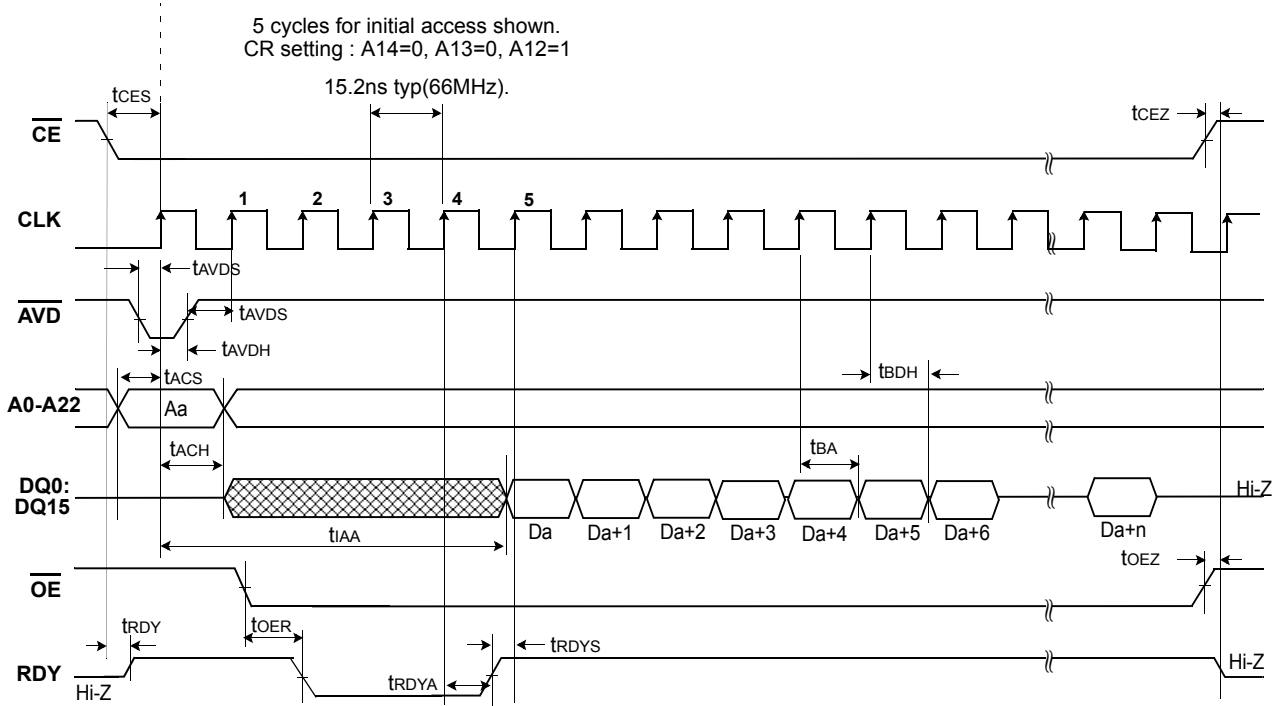 5 cycles for initial access shown.
CR setting : A14=0, A13=0, A12=1
15.2ns typ(66MHz).
tCES
tCEZ
CE
1 2 3 4 5
CLK
tAVDS
AVD
tAVDS
tAVDH
tACS
tBDH
A0-A22
Aa
tACH
tBA
DQ0:
DQ15
Hi-Z
Da Da+1 Da+2 Da+3 Da+4 Da+5 Da+6 Da+n
tIAA
tOEZ
OE
tRDY
tOER
tRDYS
RDY
Hi-Z
tRDYA
Hi-Z